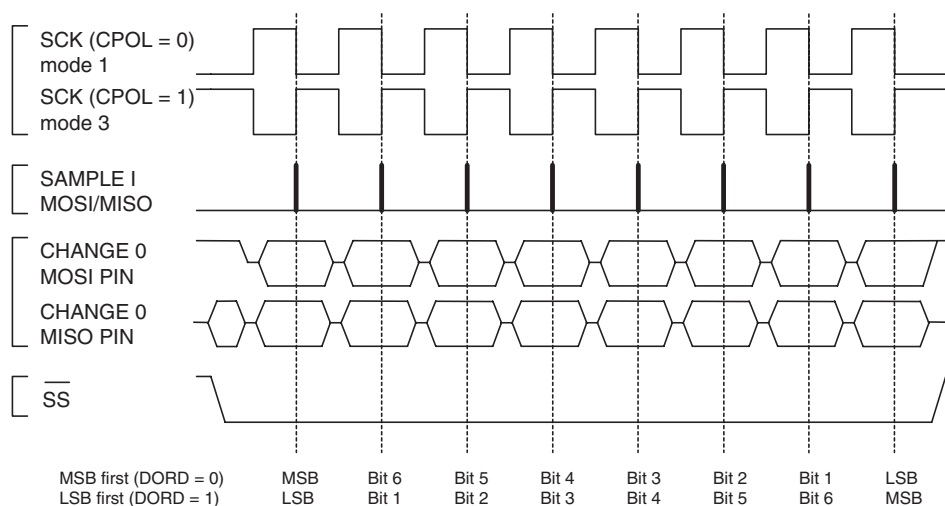 SCK (CPOL = 0)
mode 1
SCK (CPOL = 1)
mode 3
SAMPLE I
MOSI/MISO
CHANGE 0
MOSI PIN
CHANGE 0
MISO PIN
SS
MSB first (DORD = 0) MSB Bit 6 Bit 5 Bit 4 Bit 3 Bit 2 Bit 1 LSB
LSB first (DORD = 1) LSB Bit 1 Bit 2 Bit 3 Bit 4 Bit 5 Bit 6 MSB